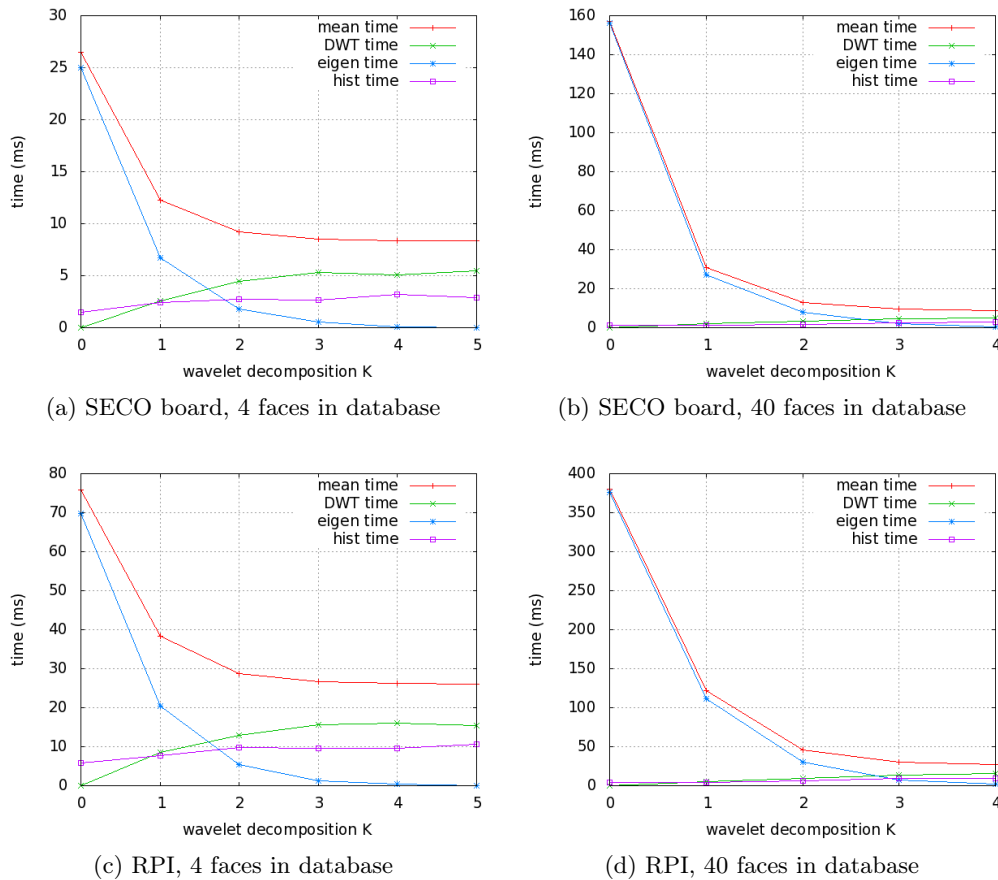 30
25
20
15
10
5
0
0 1 2 3 4 5
time (ms)
wavelet decomposition K
mean time
DWT time
eigen time
hist time
(a) SECO board, 4 faces in database
160
140
120
100
80
60
40
20
0
0 1 2 3 4
time (ms)
wavelet decomposition K
mean time
DWT time
eigen time
hist time
(b) SECO board, 40 faces in database
80
70
60
50
40
30
20
10
0
0 1 2 3 4 5
time (ms)
wavelet decomposition K
mean time
DWT time
eigen time
hist time
(c) RPI, 4 faces in database
400
350
300
250
200
150
100
50
0
0 1 2 3 4
time (ms)
wavelet decomposition K
mean time
DWT time
eigen time
hist time
(d) RPI, 40 faces in database